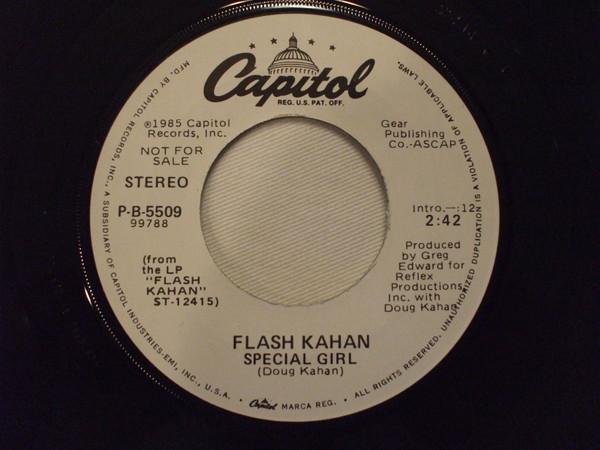 Capitol
REG. U.S. PAT. OFF.
℗1985 Capitol
Records, Inc.
NOT FOR
SALE
STEREO
P-B-5509
99788
(from
the LP
"FLASH
KAHAN"
ST-12415)
Gear
Publishing
Co.-ASCAP
Intro.—:12
2:42
Produced
by Greg
Edward for
Reflex
Productions,
Inc. with
Doug Kahan
FLASH KAHAN
SPECIAL GIRL
(Doug Kahan)
MFD. BY CAPITOL RECORDS, INC., A SUBSIDIARY OF CAPITOL INDUSTRIES-EMI, INC., U.S.A. • Capitol MARCA REG. • ALL RIGHTS RESERVED. UNAUTHORIZED DUPLICATION IS A VIOLATION OF APPLICABLE LAWS.